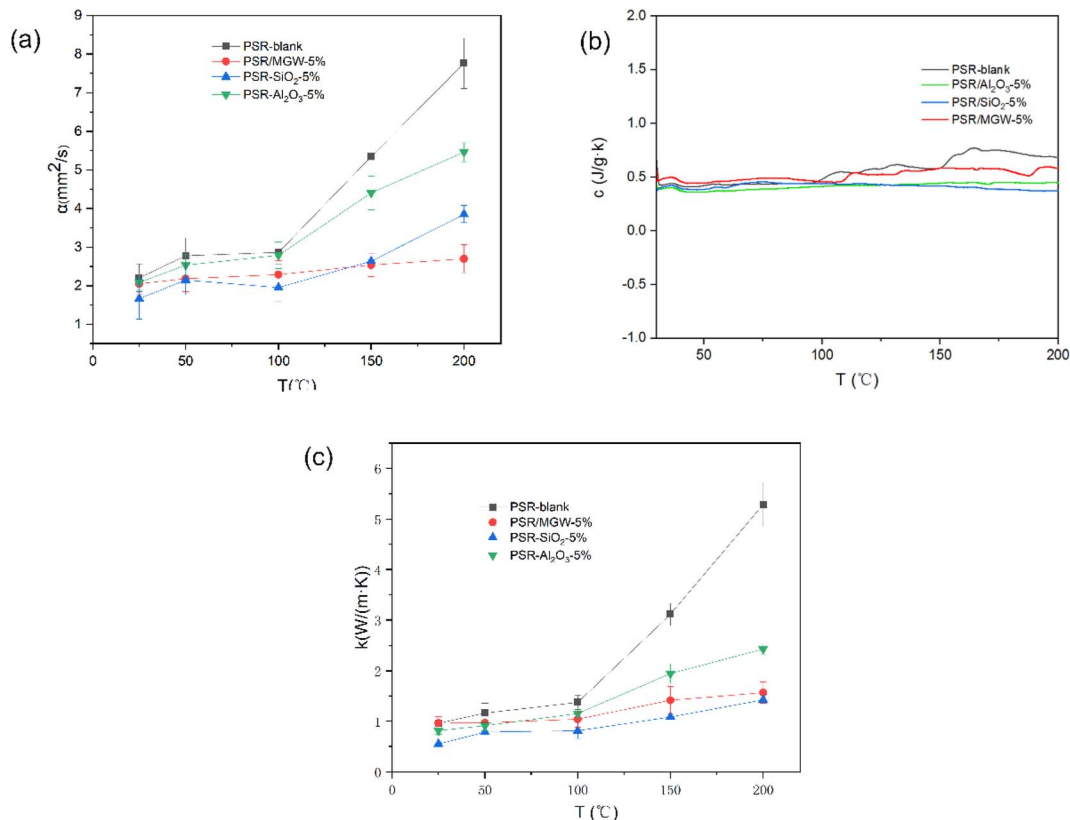 (a)
9
8
7
6
5
4
3
2
1
α(mm²/s)
PSR-blank
PSR/MGW-5%
PSR-SiO₂-5%
PSR-Al₂O₃-5%
0
50
100
150
200
T(℃)
(b)
2.0
1.5
1.0
0.5
0.0
-0.5
-1.0
c (J/g·k)
PSR-blank
PSR/Al₂O₃-5%
PSR/SiO₂-5%
PSR/MGW-5%
50
100
150
200
T (℃)
(c)
6
5
4
3
2
1
0
k(W/(m·K))
PSR-blank
PSR/MGW-5%
PSR-SiO₂-5%
PSR-Al₂O₃-5%
0
50
100
150
200
T (℃)